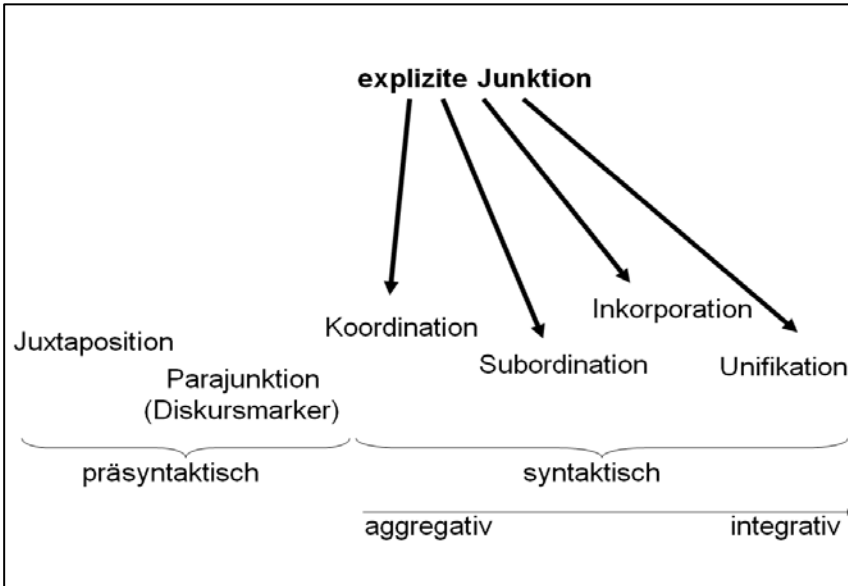 explizite Junktion
Inkorporation
Koordination
Juxtaposition
Subordination
Unifikation
Parajunktion
(Diskursmarker)
präsyntaktisch
syntaktisch
aggregativ
integrativ